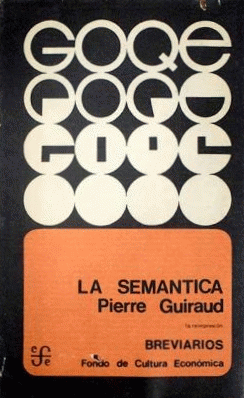 LA SEMANTICA
Pierre Guiraud
BREVIARIOS
Fondo de Cultura Económica